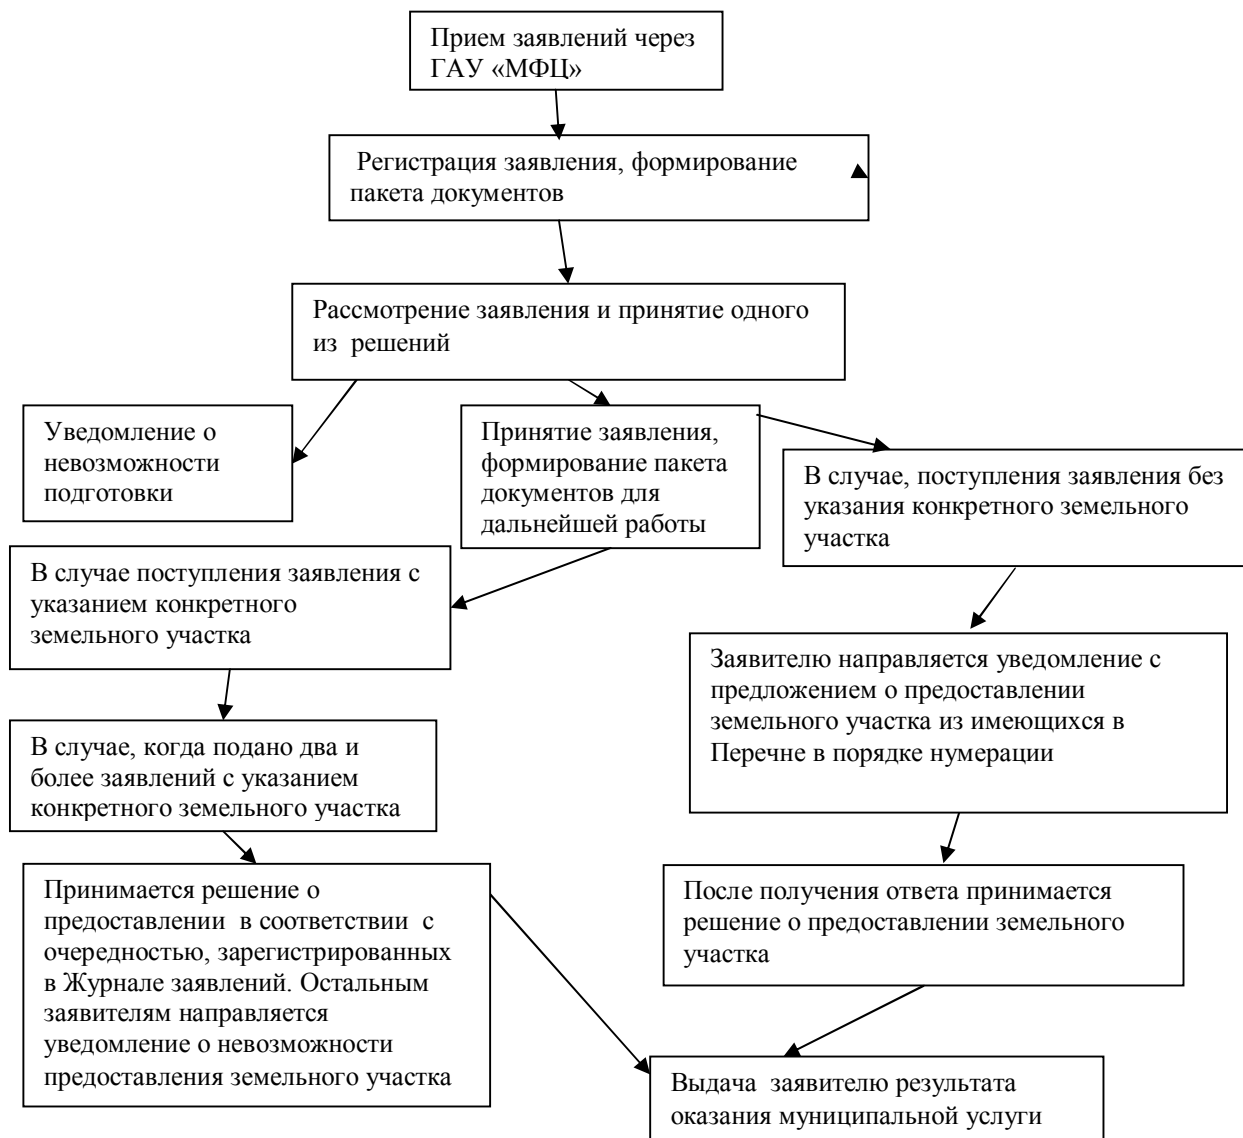 Прием заявлений через
ГАУ «МФЦ»
Регистрация заявления, формирование
пакета документов
Рассмотрение заявления и принятие одного
из решений
Уведомление о
невозможности
подготовки
Принятие заявления,
формирование пакета
документов для
дальнейшей работы
В случае, поступления заявления без
указания конкретного земельного
участка
В случае поступления заявления с
указанием конкретного
земельного участка
Заявителю направляется уведомление с
предложением о предоставлении
земельного участка из имеющихся в
Перечне в порядке нумерации
В случае, когда подано два и
более заявлений с указанием
конкретного земельного участка
Принимается решение о
предоставлении в соответствии с
очередностью, зарегистрированных
в Журнале заявлений. Остальным
заявителям направляется
уведомление о невозможности
предоставления земельного участка
После получения ответа принимается
решение о предоставлении земельного
участка
Выдача заявителю результата
оказания муниципальной услуги